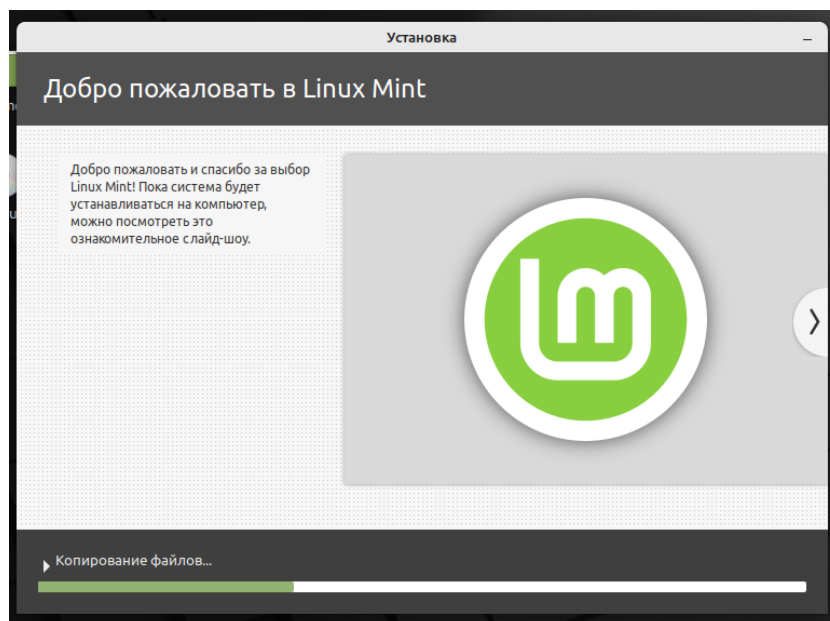 Установка
Добро пожаловать в Linux Mint
Добро пожаловать и спасибо за выбор
Linux Mint! Пока система будет
устанавливаться на компьютер,
можно посмотреть это
ознакомительное слайд-шоу.
Копирование файлов...